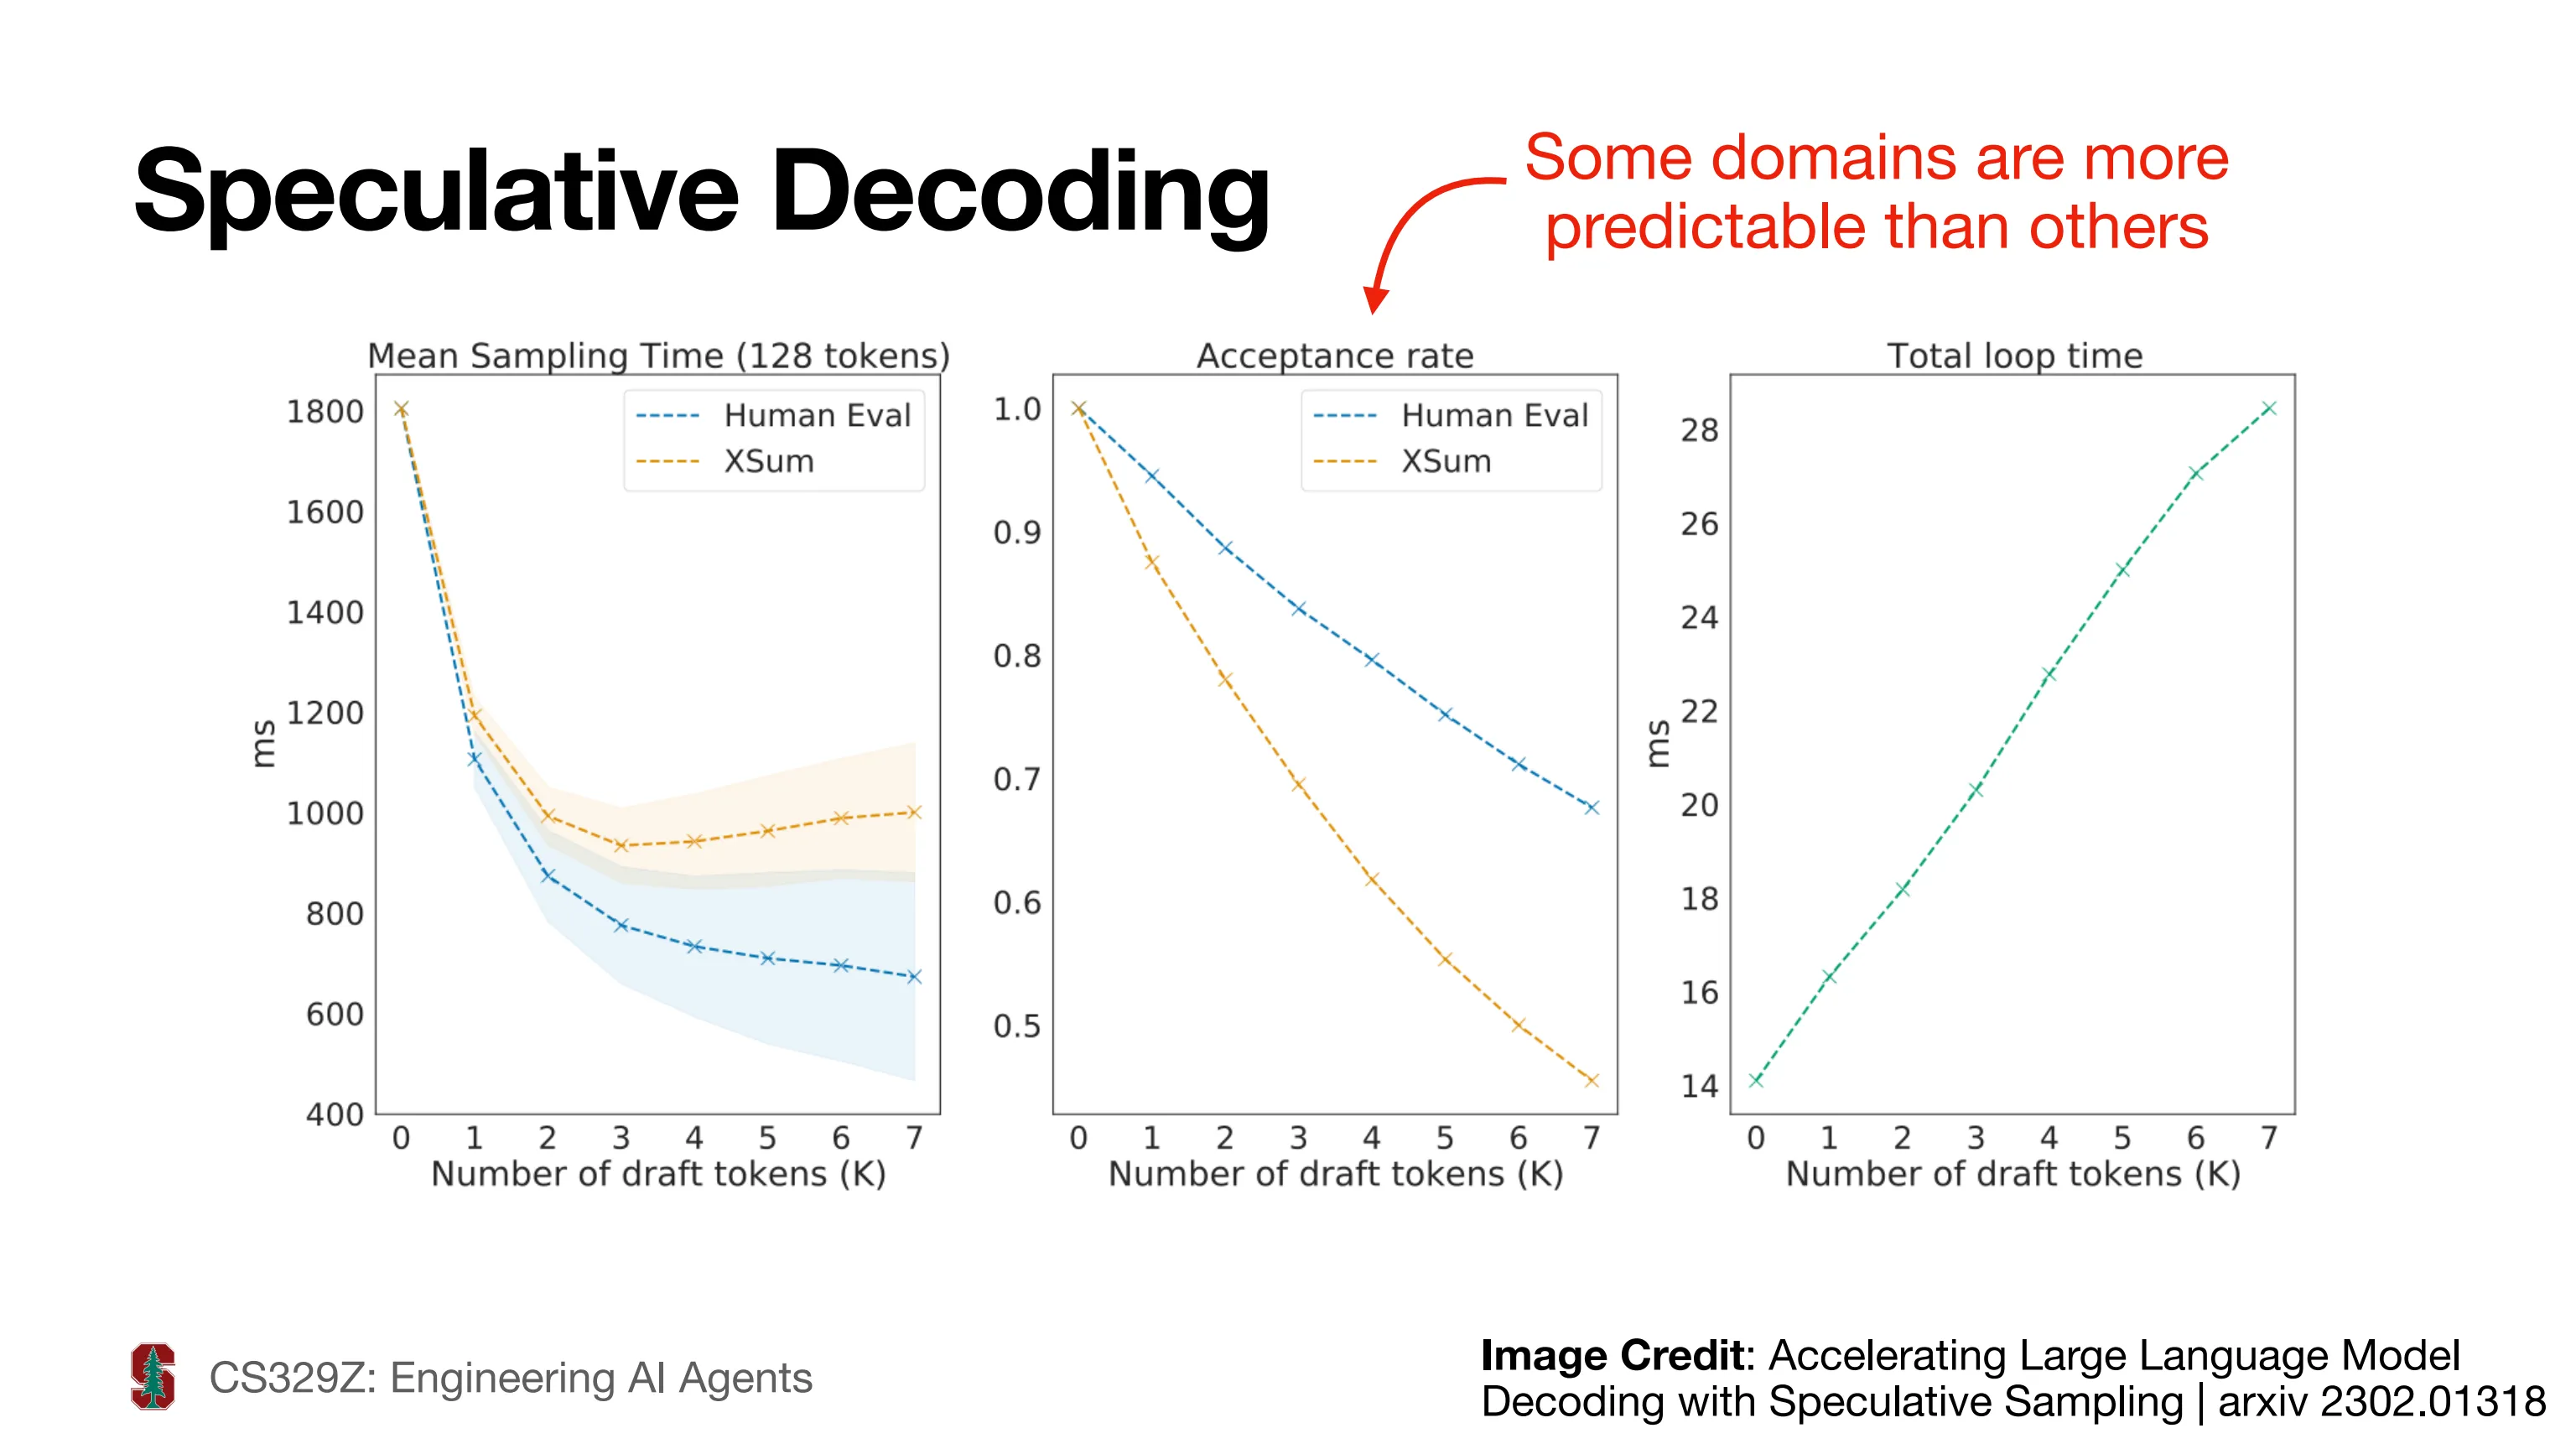 Speculative Decoding
Some domains are more
predictable than others
Mean Sampling Time (128 tokens)
1800
1600
1400
1200
1000
800
600
400
ms
Human Eval
XSum
0 1 2 3 4 5 6 7
Number of draft tokens (K)
Acceptance rate
1.0
0.9
0.8
0.7
0.6
0.5
Human Eval
XSum
0 1 2 3 4 5 6 7
Number of draft tokens (K)
Total loop time
28
26
24
22
20
18
16
14
ms
0 1 2 3 4 5 6 7
Number of draft tokens (K)
CS329Z: Engineering AI Agents
Image Credit: Accelerating Large Language Model
Decoding with Speculative Sampling | arxiv 2302.01318